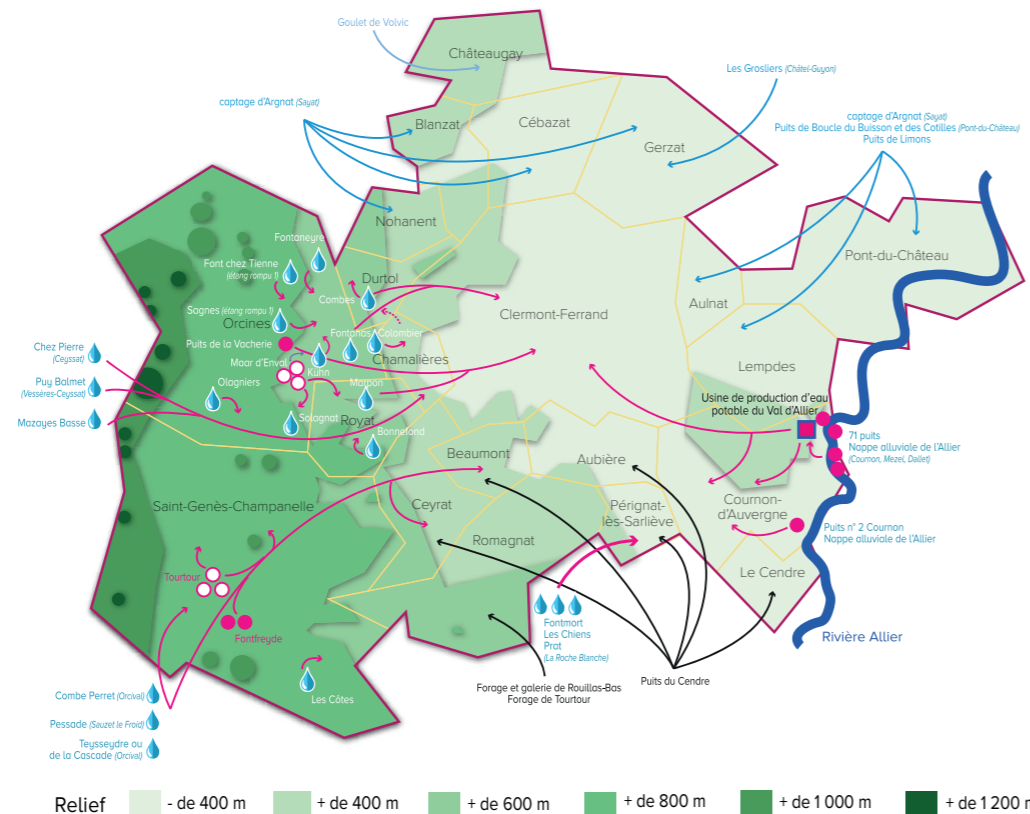 Goulet de Volvic
Châteaugay
Les Grosliers (Châtel-Guyon)
captage d'Argnat (Sayat)
Blanzat
Cébazat
Gerzat
captage d'Argnat (Sayat)
Puits de Boucle du Buisson et des Cotilles (Pont-du-Château)
Puits de Limons
Nohanent
Fontaneyre
Font chez Tienne
(étang rompu 1)
Durtol
Combes
Pont-du-Château
Sagnes (étang rompu 1)
Orcines
Clermont-Ferrand
Aulnat
Puits de la Vacherie
Fontanas
Colombier
Chez Pierre
(Ceyssat)
Maar d'Enval
Kuhn
Chamalières
Lempdes
Puy Balmet
(Vessères-Ceyssat)
Olagniers
Marpon
Mazayes Basse
Solagnat
Royat
Bonnefond
Usine de production d'eau
potable du Val d'Allier
71 puits
Nappe alluviale de l'Allier
(Cournon, Mezel, Dallet)
Beaumont
Aubière
Saint-Genès-Champanelle
Ceyrat
Pérignat-
lès-Sarliève
Cournon-
d'Auvergne
Romagnat
Puits n° 2 Cournon
Nappe alluviale de l'Allier
Tourtour
Le Cendre
Fontfreyde
Fontmort
Les Chiens
Prat
(La Roche Blanche)
Rivière Allier
Les Côtes
Forage et galerie de Rouillas-Bas
Forage de Tourtour
Puits du Cendre
Combe Perret (Orcival)
Pessade (Sauzet le Froid)
Teysseydre ou
de la Cascade (Orcival)
Relief - de 400 m + de 400 m + de 600 m + de 800 m + de 1 000 m + de 1 200 m